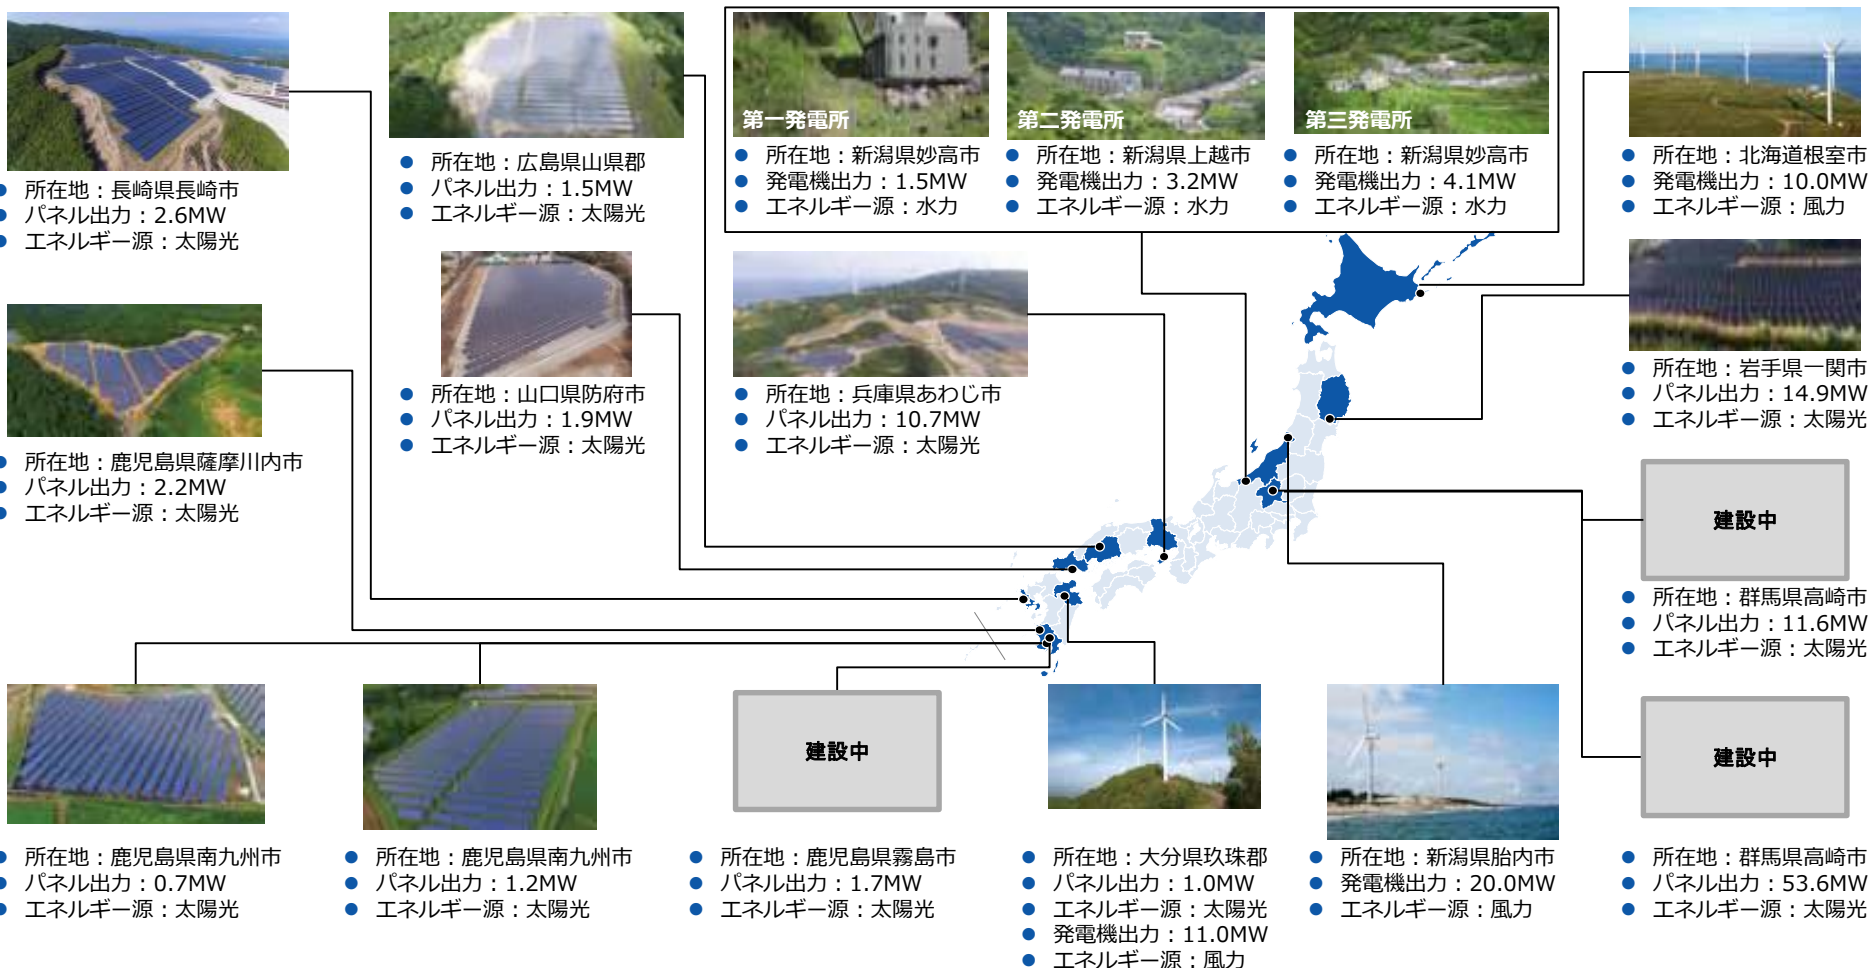 所在地：長崎県長崎市
パネル出力：2.6MW
エネルギー源：太陽光
所在地：広島県山県郡
パネル出力：1.5MW
エネルギー源：太陽光
第一発電所
所在地：新潟県妙高市
発電機出力：1.5MW
エネルギー源：水力
第二発電所
所在地：新潟県上越市
発電機出力：3.2MW
エネルギー源：水力
第三発電所
所在地：新潟県妙高市
発電機出力：4.1MW
エネルギー源：水力
所在地：北海道根室市
発電機出力：10.0MW
エネルギー源：風力
所在地：鹿児島県薩摩川内市
パネル出力：2.2MW
エネルギー源：太陽光
所在地：山口県防府市
パネル出力：1.9MW
エネルギー源：太陽光
所在地：兵庫県あわじ市
パネル出力：10.7MW
エネルギー源：太陽光
所在地：岩手県一関市
パネル出力：14.9MW
エネルギー源：太陽光
建設中
所在地：群馬県高崎市
パネル出力：11.6MW
エネルギー源：太陽光
所在地：鹿児島県南九州市
パネル出力：0.7MW
エネルギー源：太陽光
所在地：鹿児島県南九州市
パネル出力：1.2MW
エネルギー源：太陽光
建設中
所在地：鹿児島県霧島市
パネル出力：1.7MW
エネルギー源：太陽光
所在地：大分県玖珠郡
パネル出力：1.0MW
エネルギー源：太陽光
発電機出力：11.0MW
エネルギー源：風力
所在地：新潟県胎内市
発電機出力：20.0MW
エネルギー源：風力
建設中
所在地：群馬県高崎市
パネル出力：53.6MW
エネルギー源：太陽光